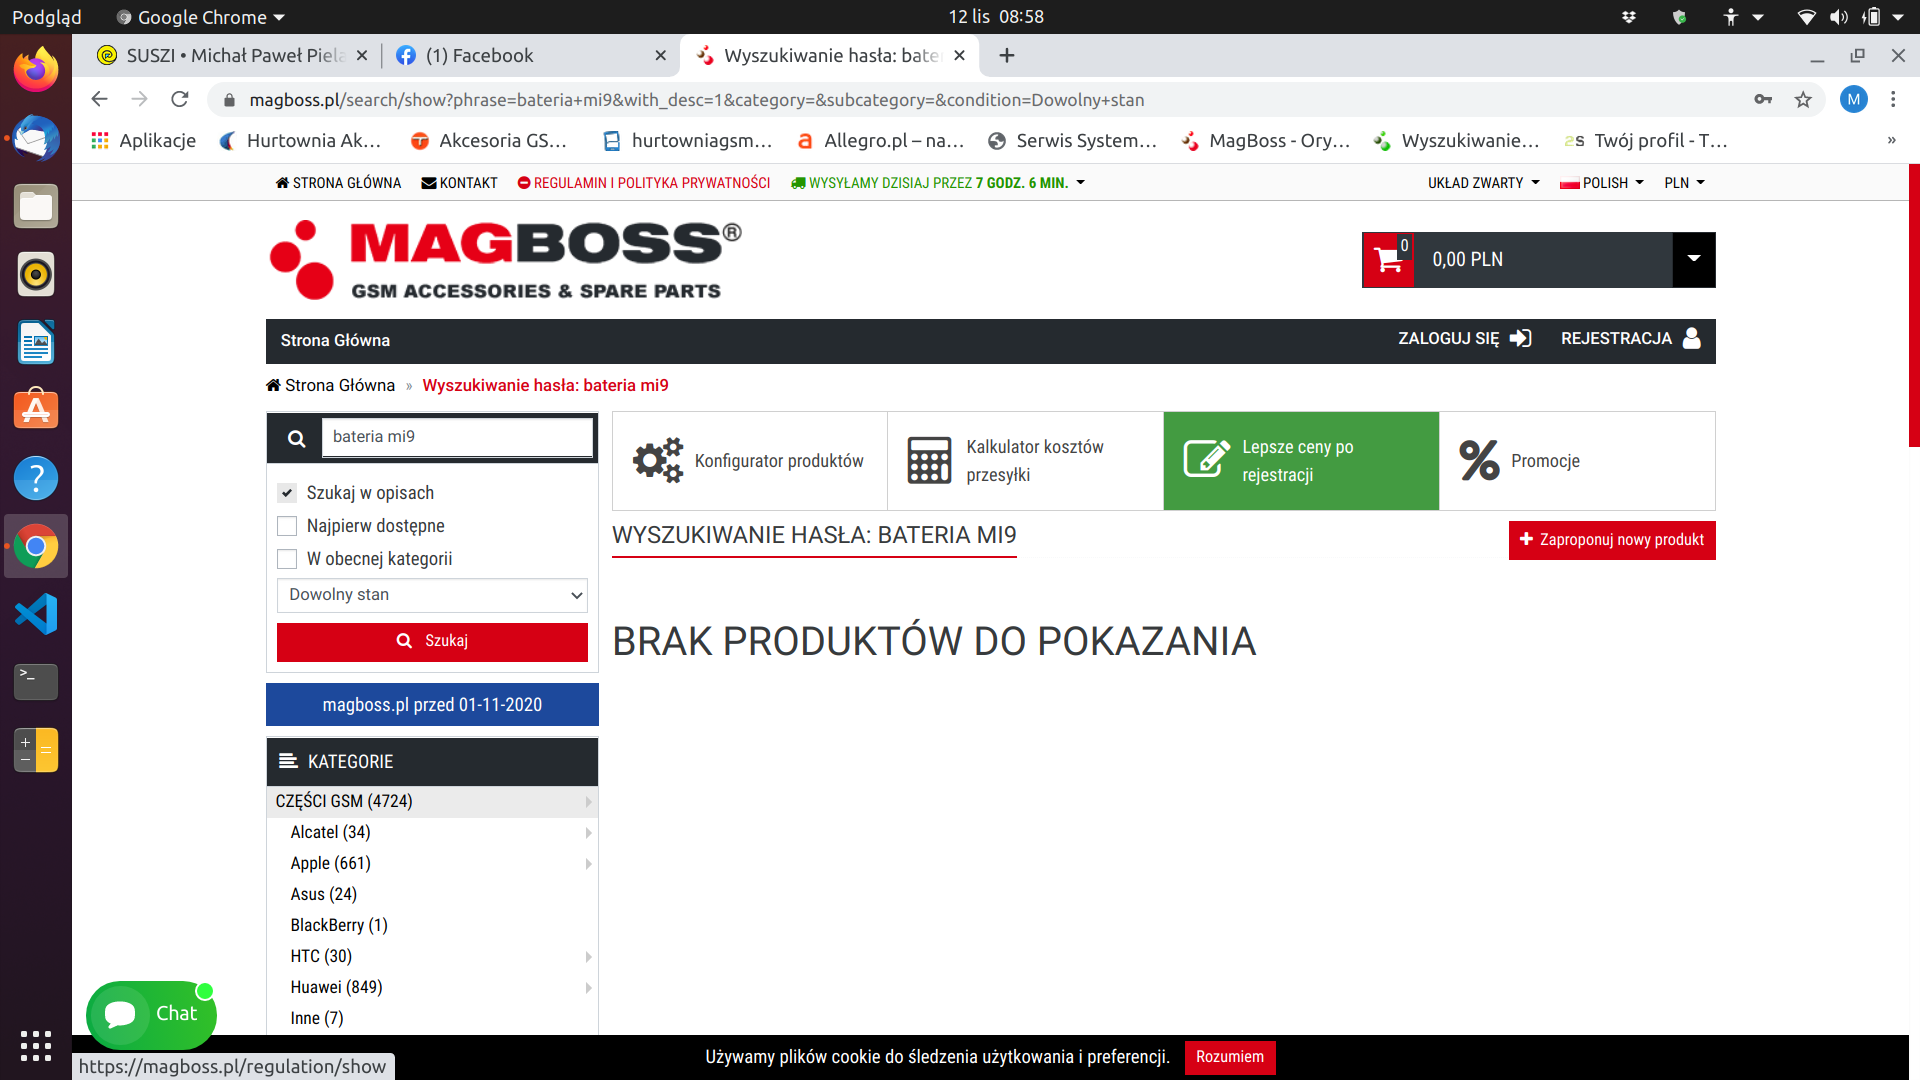 Podgląd
Google Chrome
12 lis 08:58
SUSZI • Michał Paweł Piela
(1) Facebook
Wyszukiwanie hasła: bate
magboss.pl/search/show?phrase=bateria+mi9&with_desc=1&category=&subcategory=&condition=Dowolny+stan
M
Aplikacje
Hurtownia Ak...
Akcesoria GS...
hurtowniagsm...
Allegro.pl – na...
Serwis System...
MagBoss - Ory...
Wyszukiwanie...
Twój profil - T...
»
STRONA GŁÓWNA
KONTAKT
REGULAMIN I POLITYKA PRYWATNOŚCI
WYSYŁAMY DZISIAJ PRZEZ 7 GODZ. 6 MIN.
UKŁAD ZWARTY
POLISH
PLN
MAGBOSS®
GSM ACCESSORIES & SPARE PARTS
0
0,00 PLN
Strona Główna
ZALOGUJ SIĘ
REJESTRACJA
Strona Główna » Wyszukiwanie hasła: bateria mi9
bateria mi9
Szukaj w opisach
Najpierw dostępne
W obecnej kategorii
Dowolny stan
Szukaj
magboss.pl przed 01-11-2020
KATEGORIE
CZĘŚCI GSM (4724)
Alcatel (34)
Apple (661)
Asus (24)
BlackBerry (1)
HTC (30)
Huawei (849)
Inne (7)
Konfigurator produktów
Kalkulator kosztów
przesyłki
Lepsze ceny po
rejestracji
Promocje
WYSZUKIWANIE HASŁA: BATERIA MI9
Zaproponuj nowy produkt
BRAK PRODUKTÓW DO POKAZANIA
Chat
Używamy plików cookie do śledzenia użytkowania i preferencji.
Rozumiem
https://magboss.pl/regulation/show